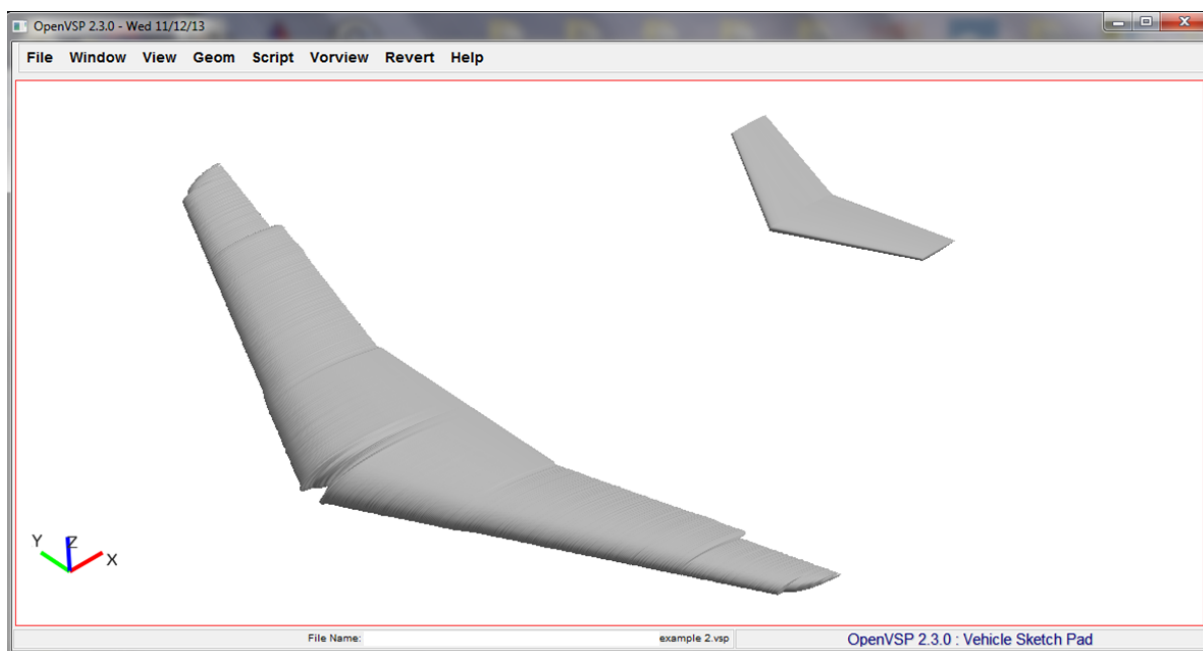 OpenVSP 2.3.0 - Wed 11/12/13
File Window View Geom Script Vorview Revert Help
Y Z X
File Name: example 2.vsp OpenVSP 2.3.0 : Vehicle Sketch Pad